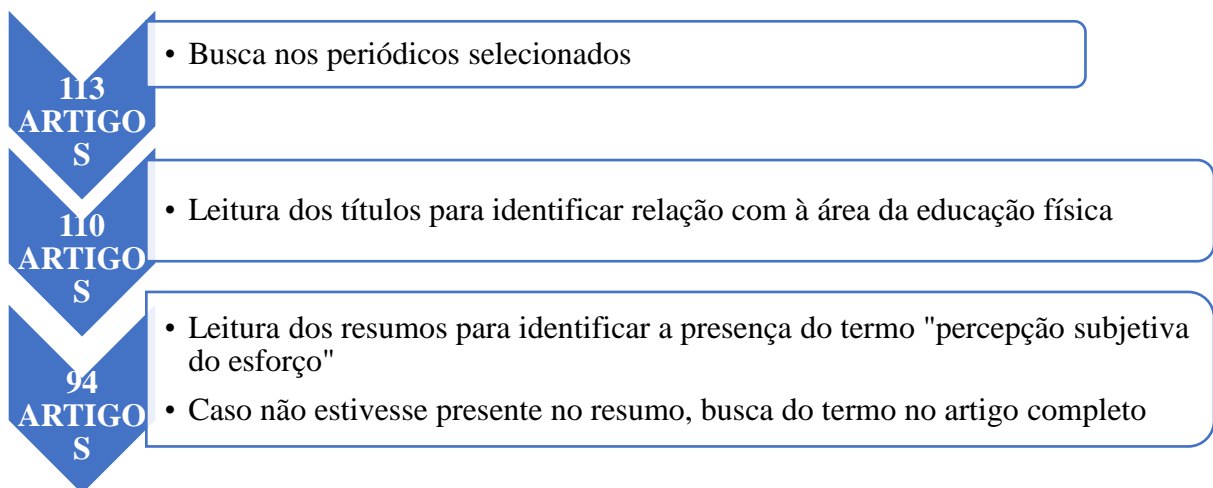 113
ARTIGO
S
• Busca nos periódicos selecionados
110
ARTIGO
S
• Leitura dos títulos para identificar relação com à área da educação física
94
ARTIGO
S
• Leitura dos resumos para identificar a presença do termo "percepção subjetiva
do esforço"
• Caso não estivesse presente no resumo, busca do termo no artigo completo